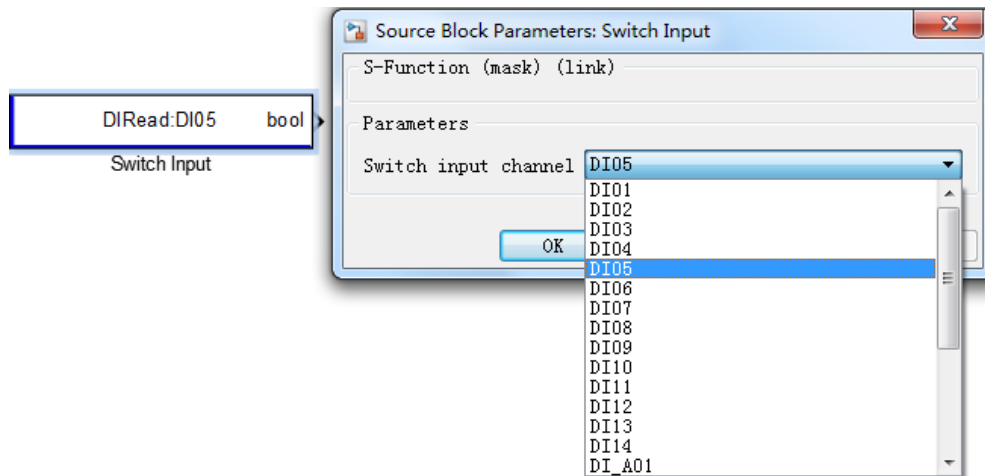 Source Block Parameters: Switch Input
S-Function (mask) (link)
DIRead:DI05 bool
Switch Input
Parameters
Switch input channel DI05
DI01
DI02
DI03
DI04
OK
DI05
DI06
DI07
DI08
DI09
DI10
DI11
DI12
DI13
DI14
DI_A01